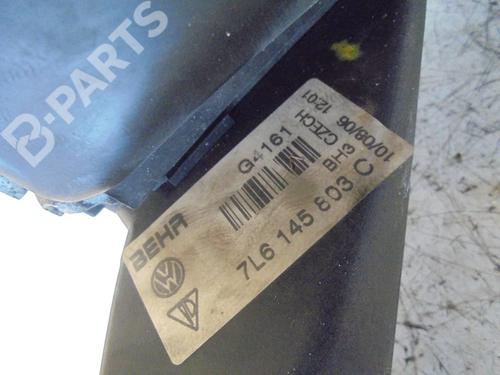 B-PARTS
G4161
10/08/06 1201
BH3 CZECH
BEHR
7L6 145 803 C